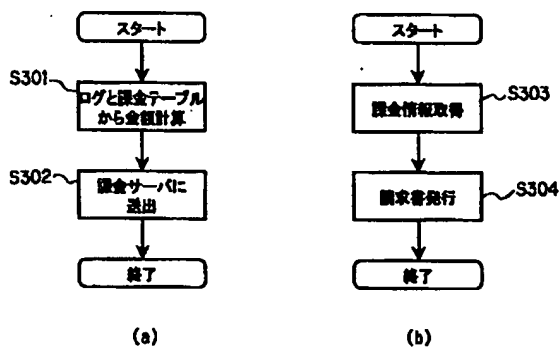 スタート
S301
ログと課金テーブル
から金額計算
S302
課金サーバに
送出
終了
(a)
スタート
S303
課金情報取得
S304
請求書発行
終了
(b)